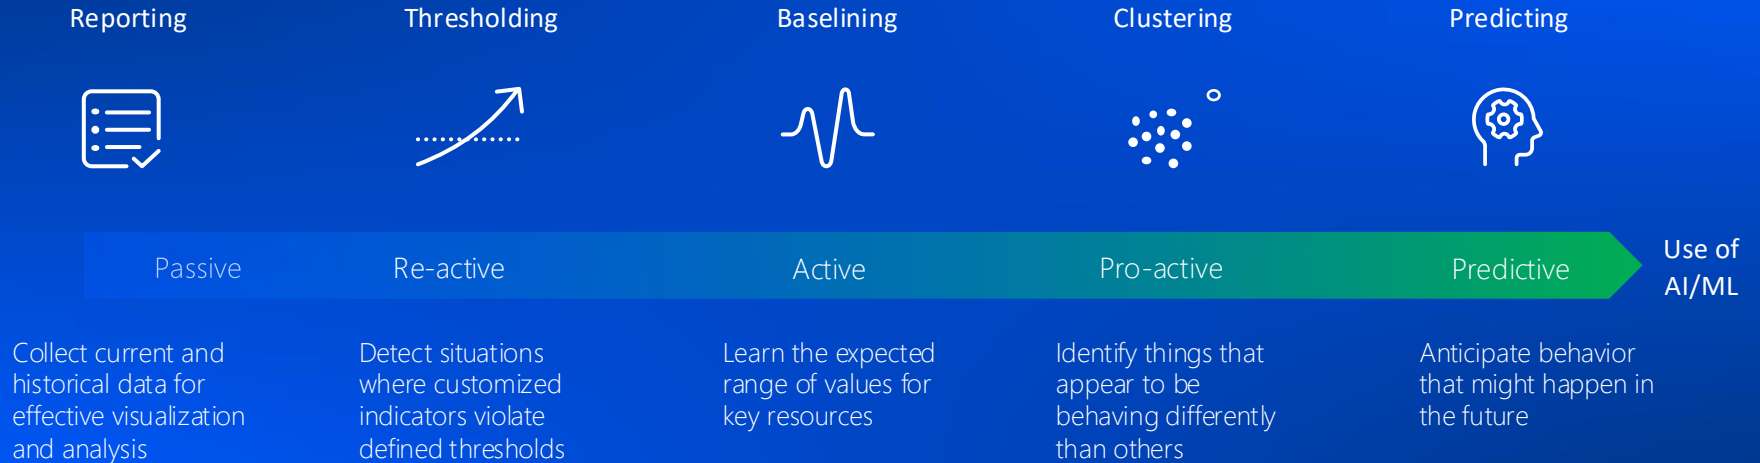 Reporting
Thresholding
Baselining
Clustering
Predicting
Passive
Re-active
Active
Pro-active
Predictive
Use of
AI/ML
Collect current and
historical data for
effective visualization
and analysis
Detect situations
where customized
indicators violate
defined thresholds
Learn the expected
range of values for
key resources
Identify things that
appear to be
behaving differently
than others
Anticipate behavior
that might happen in
the future